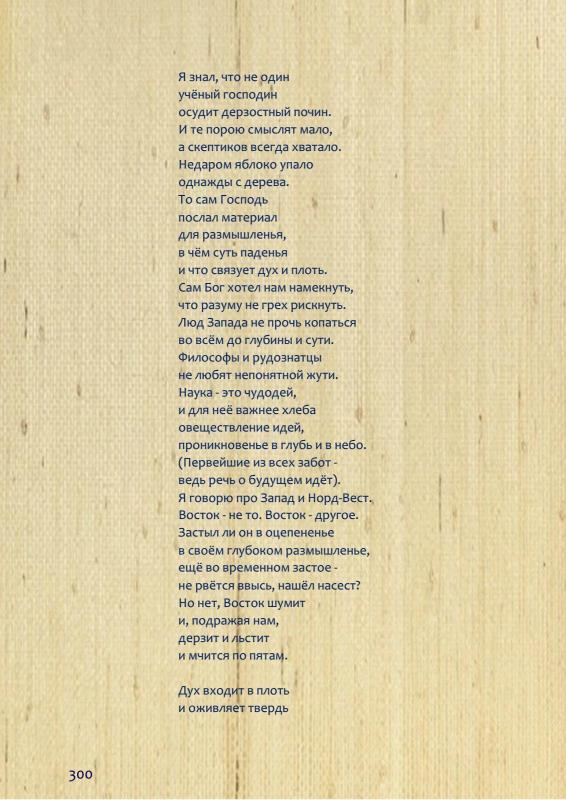 Я знал, что не один
учёный господин
осудит дерзостный почин.
И те порою смыслят мало,
а скептиков всегда хватало.
Недаром яблоко упало
однажды с дерева.
То сам Господь
послал материал
для размышленья,
в чём суть паденья
и что связует дух и плоть.
Сам Бог хотел нам намекнуть,
что разуму не грех рискнуть.
Люд Запада не прочь копаться
во всём до глубины и сути.
Философы и рудознатцы
не любят непонятной жути.
Наука - это чудодей,
и для неё важнее хлеба
овеществление идей,
проникновенье в глубь и в небо.
(Первейшие из всех забот -
ведь речь о будущем идёт).
Я говорю про Запад и Норд-Вест.
Восток - не то. Восток - другое.
Застыл ли он в оцепененье
в своём глубоком размышленье,
ещё во временном застое -
не рвётся ввысь, нашёл насест?
Но нет, Восток шумит
и, подражая нам,
дерзит и льстит
и мчится по пятам.
Дух входит в плоть
и оживляет твердь
300